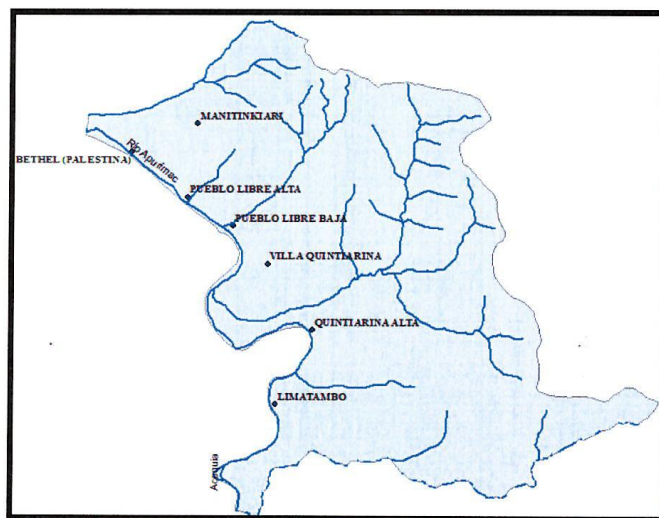 MANITINKIARI
BETHEL (PALESTINA)
Río Apurímac
PUEBLO LIBRE ALTA
PUEBLO LIBRE BAJA
VILLA QUINTIARINA
QUINTIARINA ALTA
LIMATAMBO
Acequia